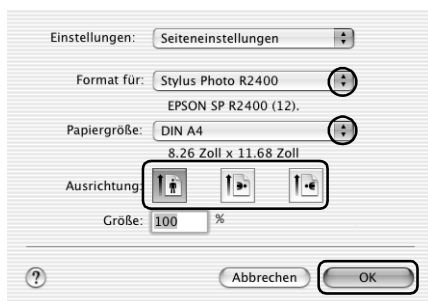 Einstellungen: Seiteneinstellungen
Format für: Stylus Photo R2400
EPSON SP R2400 (12).
Papiergröße: DIN A4
8.26 Zoll x 11.68 Zoll
Ausrichtung:
Größe: 100 %
? Abbrechen OK